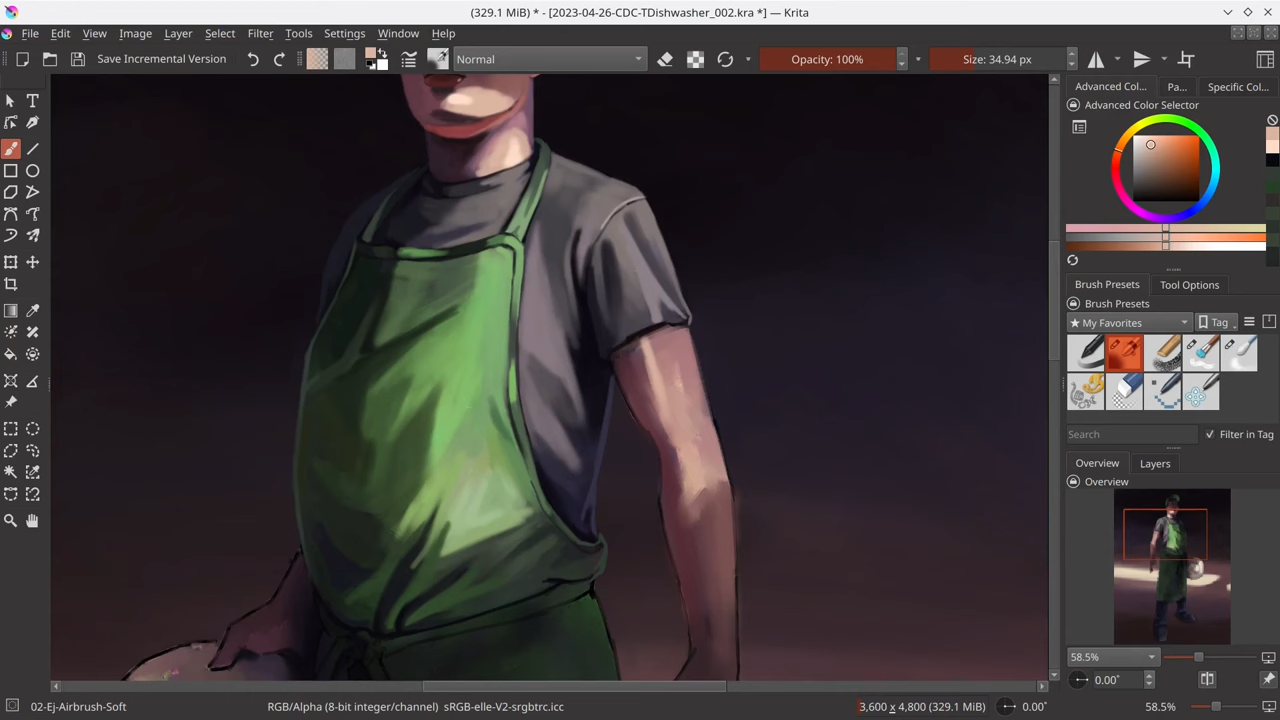 (329.1 MiB) * - [2023-04-26-CDC-TDishwasher_002.kra *] — Krita
File Edit View Image Layer Select Filter Tools Settings Window Help
Save Incremental Version Normal Opacity: 100% Size: 34.94 px
Advanced Col... Pa... Specific Col...
Advanced Color Selector
Brush Presets Tool Options
Brush Presets
★ My Favorites Tag
Search Filter in Tag
Overview Layers
Overview
58.5%
0.00°
02-Ej-Airbrush-Soft RGB/Alpha (8-bit integer/channel) sRGB-elle-V2-srgbtrc.icc 3,600 x 4,800 (329.1 MiB) 0.00° 58.5%